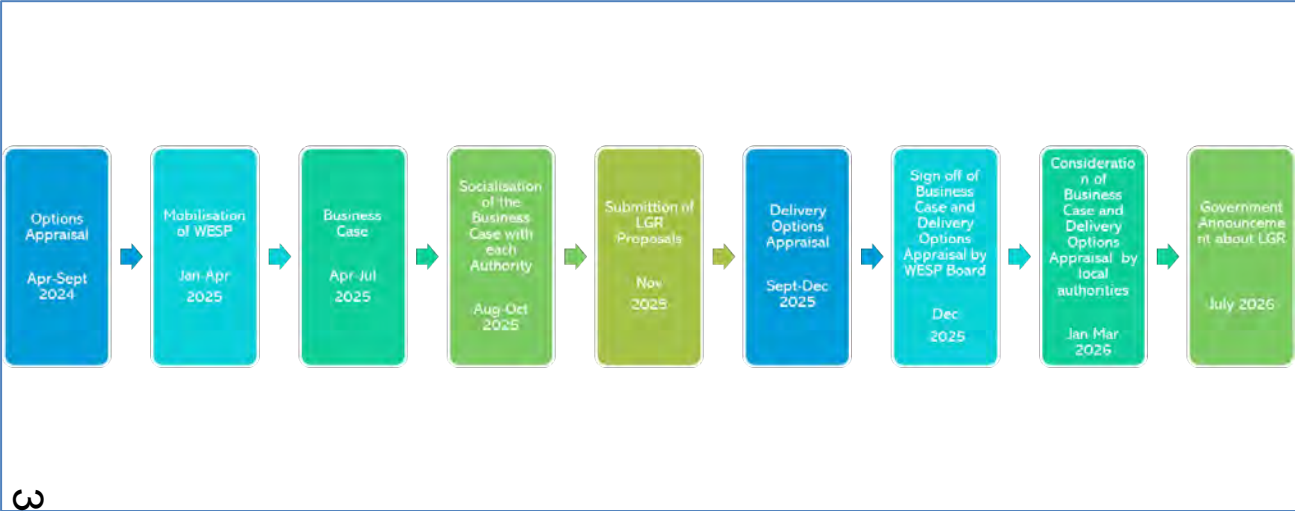 Options
Appraisal
Apr-Sept
2024
Mobilisation
of WESP
Jan-Apr
2025
Business
Case
Apr-Jul
2025
Socialisation
of the
Business
Case with
each
Authority
Aug-Oct
2025
Submittion of
LGR
Proposals
Nov
2025
Delivery
Options
Appraisal
Sept-Dec
2025
Sign off of
Business
Case and
Delivery
Options
Appraisal by
WESP Board
Dec
2025
Consideratio
n of
Business
Case and
Delivery
Options
Appraisal by
local
authorities
Jan-Mar
2026
Government
Announceme
nt about LGR
July 2026
3